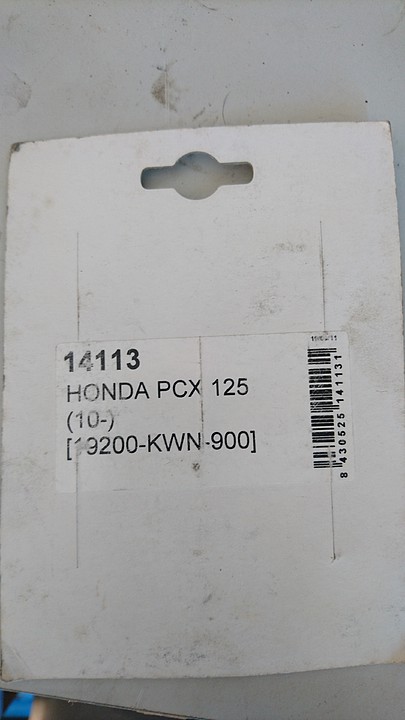 14113
HONDA PCX 125
(10-)
[19200-KWN-900]
8 430525 141131